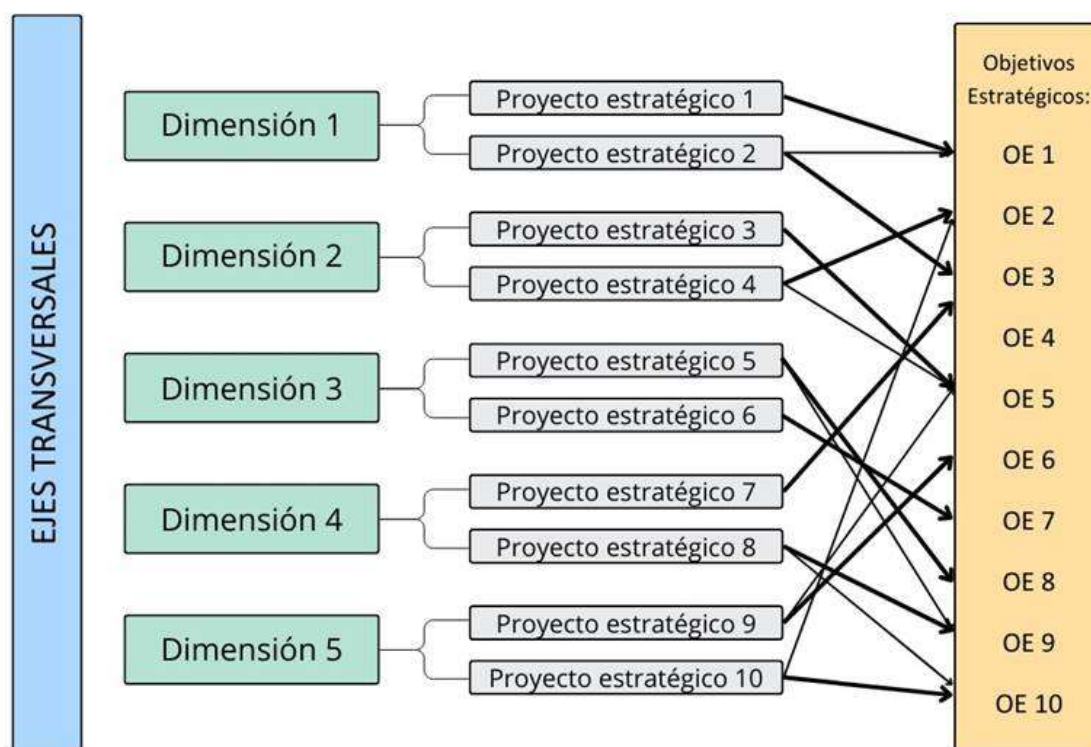 EJES TRANSVERSALES
Dimensión 1
Proyecto estratégico 1
Proyecto estratégico 2
Dimensión 2
Proyecto estratégico 3
Proyecto estratégico 4
Dimensión 3
Proyecto estratégico 5
Proyecto estratégico 6
Dimensión 4
Proyecto estratégico 7
Proyecto estratégico 8
Dimensión 5
Proyecto estratégico 9
Proyecto estratégico 10
Objetivos
Estratégicos:
OE 1
OE 2
OE 3
OE 4
OE 5
OE 6
OE 7
OE 8
OE 9
OE 10